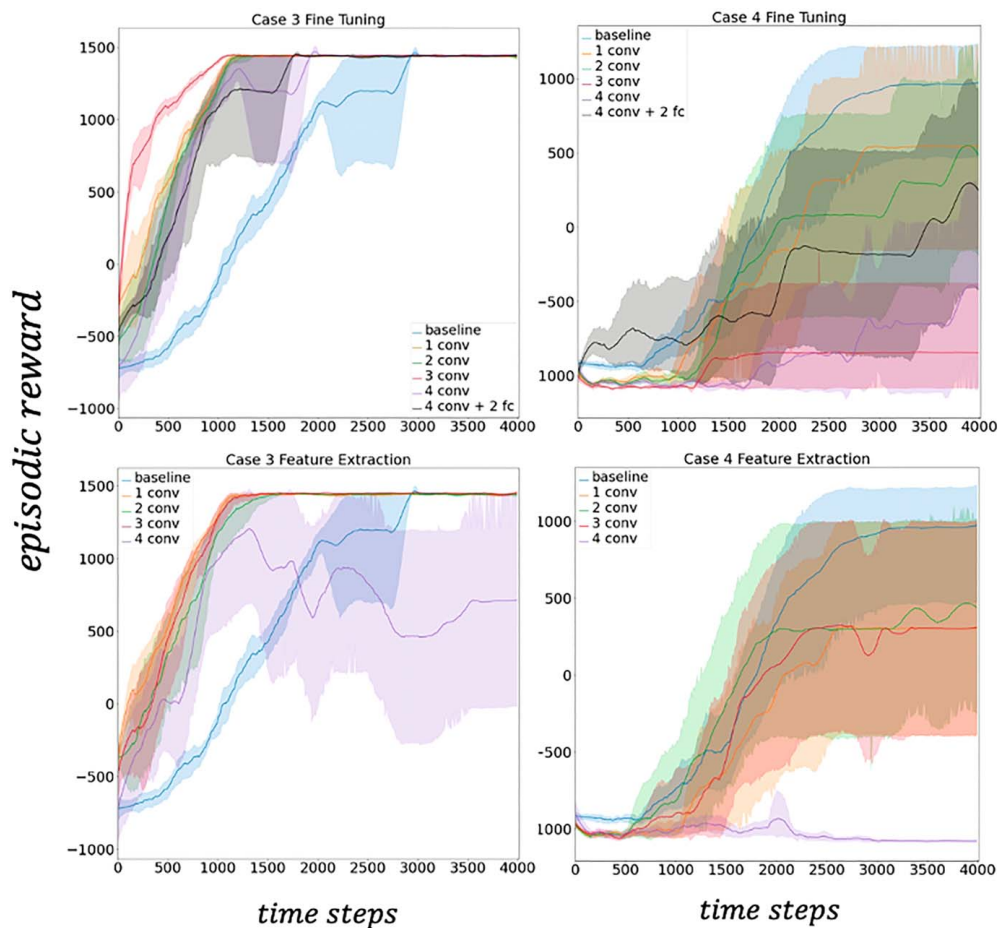 Case 3 Fine Tuning
1500
1000
500
0
−500
−1000
baseline
1 conv
2 conv
3 conv
4 conv
4 conv + 2 fc
0 500 1000 1500 2000 2500 3000 3500 4000
Case 4 Fine Tuning
baseline
1 conv
2 conv
3 conv
4 conv
4 conv + 2 fc
1000
500
0
−500
1000
0 500 1000 1500 2000 2500 3000 3500 4000
episodic reward
Case 3 Feature Extraction
baseline
1 conv
2 conv
3 conv
4 conv
1500
1000
500
0
−500
−1000
0 500 1000 1500 2000 2500 3000 3500 4000
time steps
Case 4 Feature Extraction
baseline
1 conv
2 conv
3 conv
4 conv
1000
500
0
−500
1000
0 500 1000 1500 2000 2500 3000 3500 4000
time steps